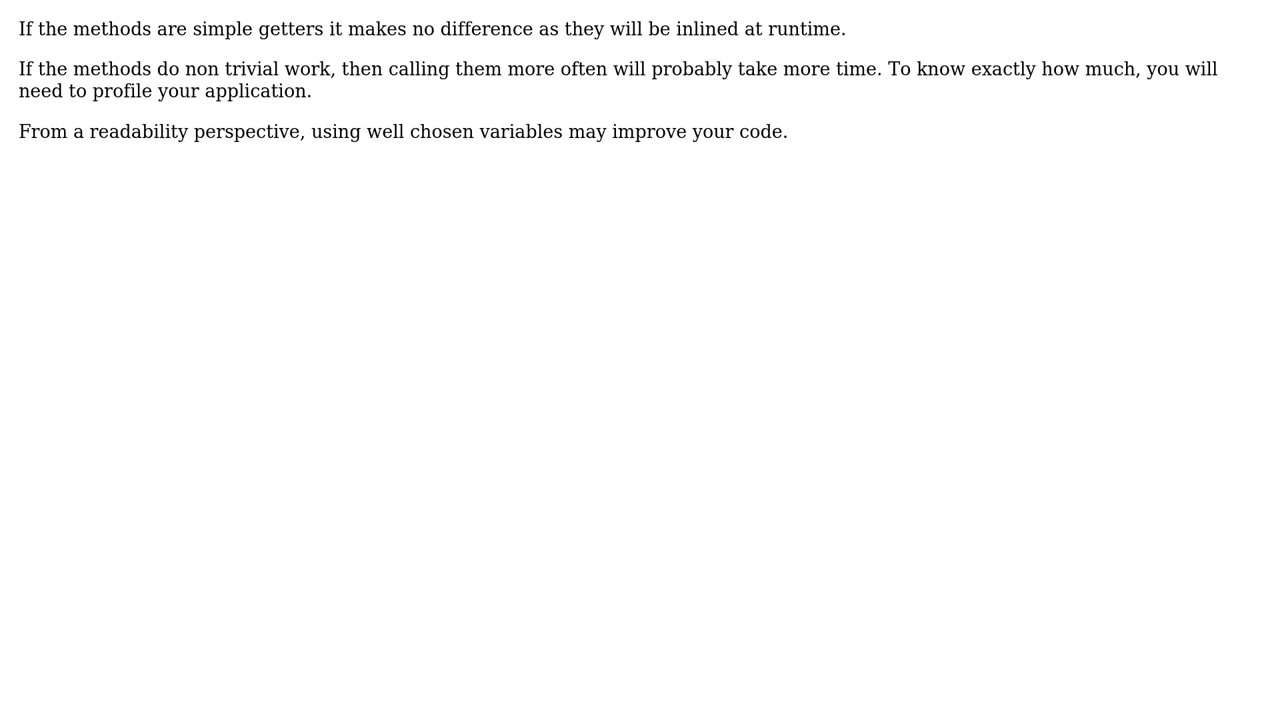 If the methods are simple getters it makes no difference as they will be inlined at runtime.
If the methods do non trivial work, then calling them more often will probably take more time. To know exactly how much, you will
need to profile your application.
From a readability perspective, using well chosen variables may improve your code.